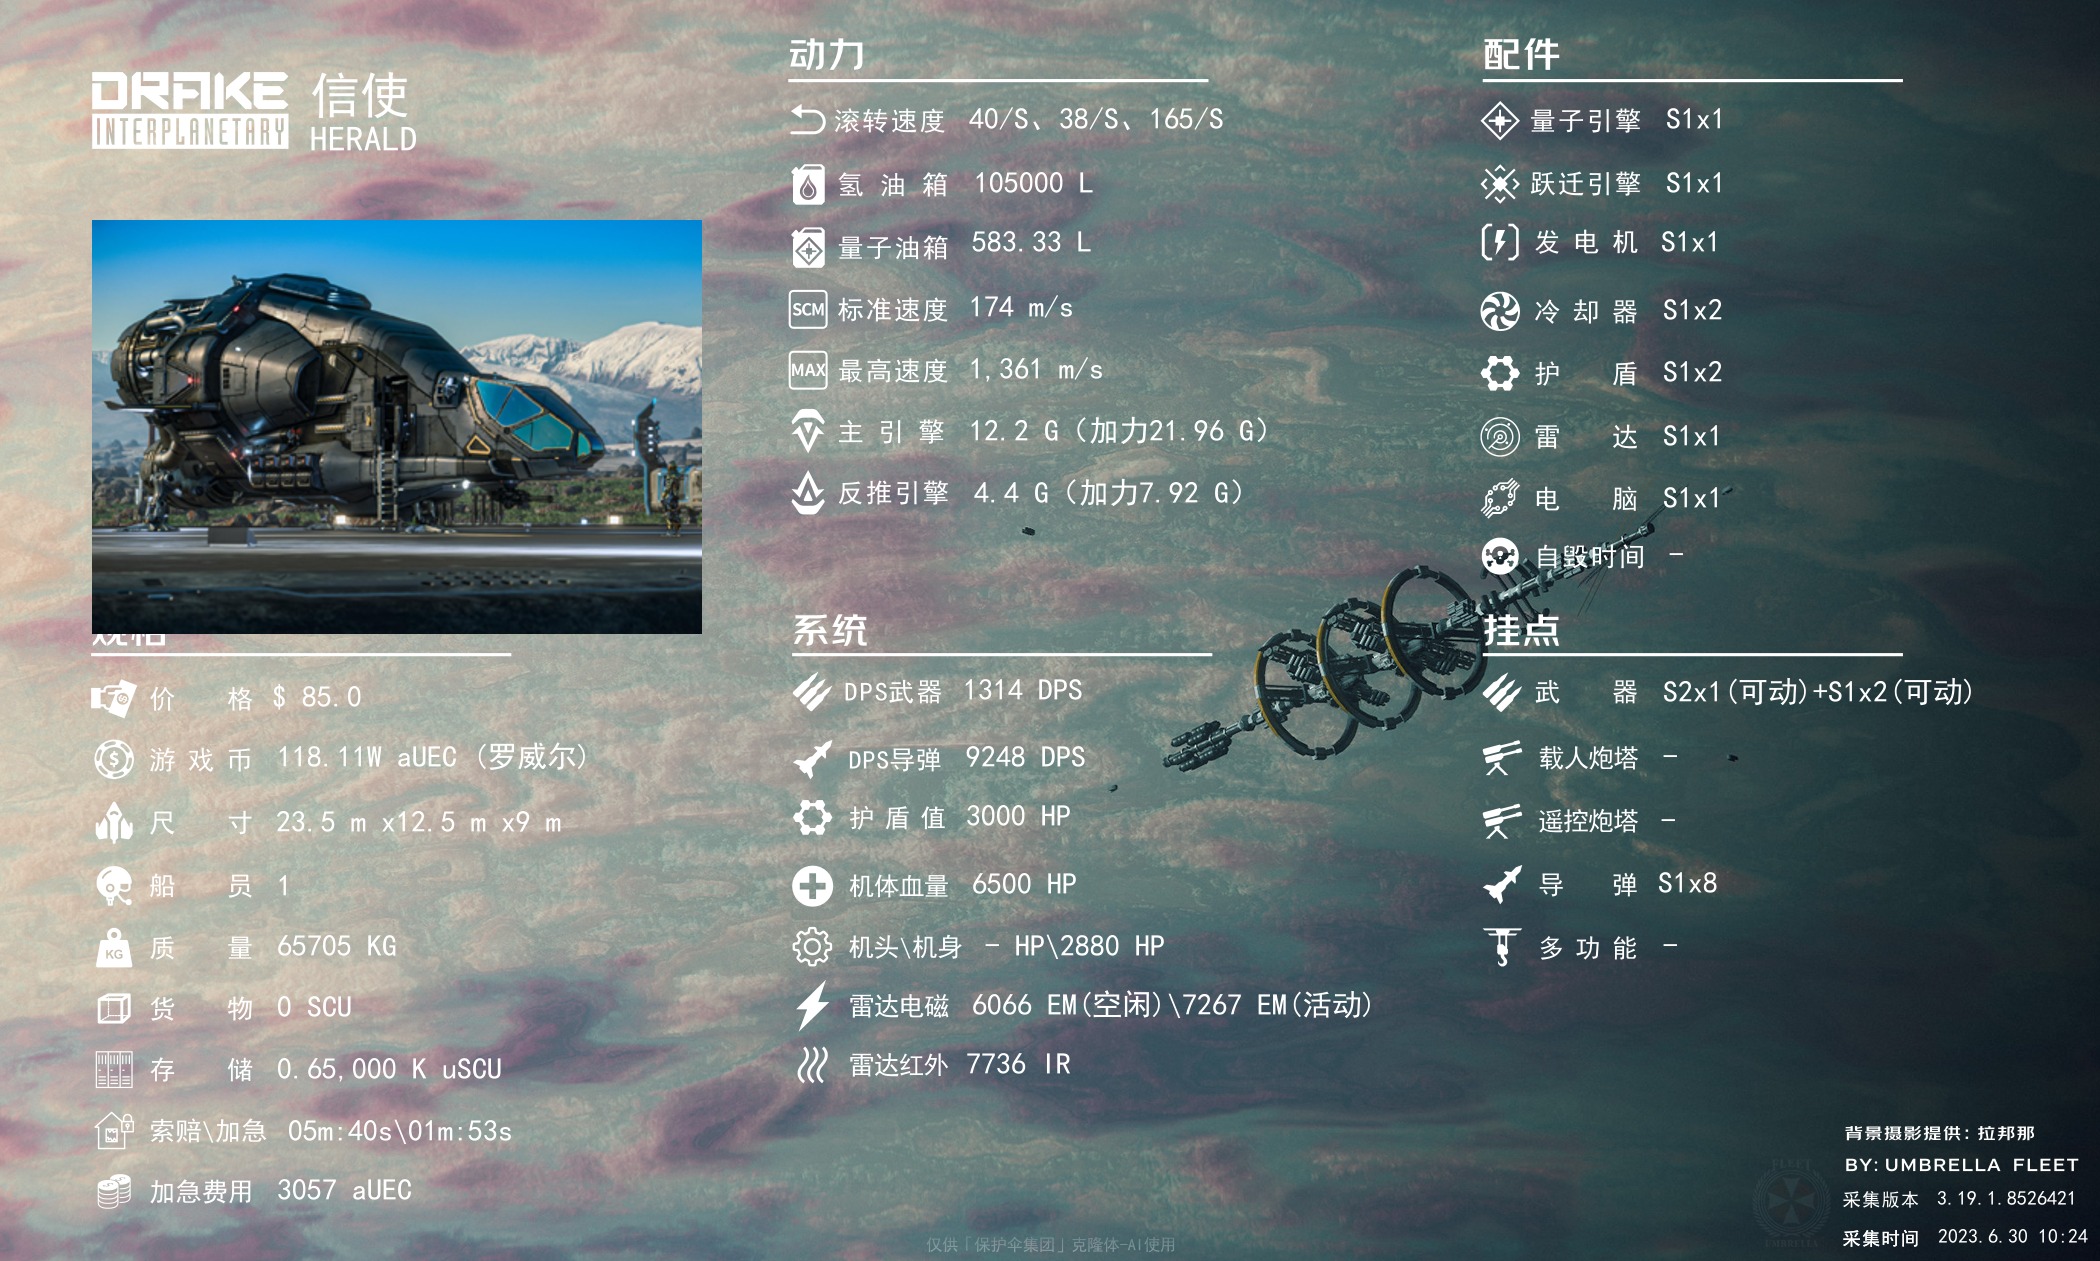 DRAKE
INTERPLANETARY
信使
HERALD
规格
价格 $ 85.0
游戏币 118.11W aUEC (罗威尔)
尺寸 23.5 m x12.5 m x9 m
船员 1
KG
质量 65705 KG
货物 0 SCU
存储 0.65,000 K uSCU
索赔\加急 05m:40s\01m:53s
加急费用 3057 aUEC
动力
滚转速度 40/S、38/S、165/S
氢油箱 105000 L
量子油箱 583.33 L
SCM
标准速度 174 m/s
MAX
最高速度 1,361 m/s
主引擎 12.2 G（加力21.96 G）
反推引擎 4.4 G（加力7.92 G）
系统
DPS武器 1314 DPS
DPS导弹 9248 DPS
护盾值 3000 HP
机体血量 6500 HP
机头\机身 - HP\2880 HP
雷达电磁 6066 EM(空闲)\7267 EM(活动)
雷达红外 7736 IR
配件
量子引擎 S1x1
跃迁引擎 S1x1
发电机 S1x1
冷却器 S1x2
护盾 S1x2
雷达 S1x1
电脑 S1x1
自毁时间 -
挂点
武器 S2x1(可动)+S1x2(可动)
载人炮塔 -
遥控炮塔 -
导弹 S1x8
多功能 -
背景摄影提供：拉邦那
BY: UMBRELLA FLEET
采集版本 3.19.1.8526421
采集时间 2023.6.30 10:24
FLEET
UMBRELLA
仅供「保护伞集团」克隆体-AI使用